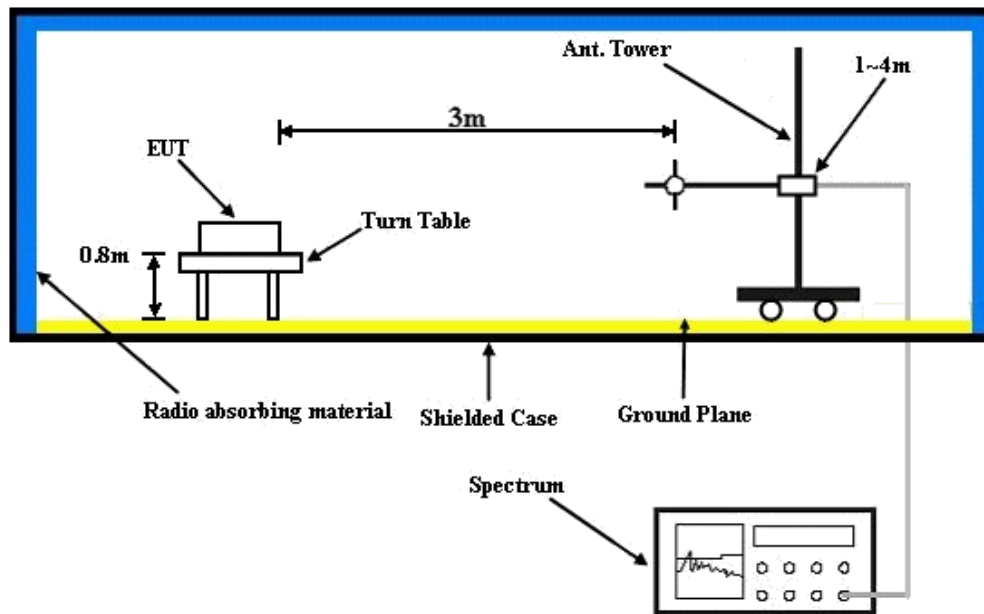 Ant. Tower
1~4m
3m
EUT
Turn Table
0.8m
Radio absorbing material
Shielded Case
Ground Plane
Spectrum